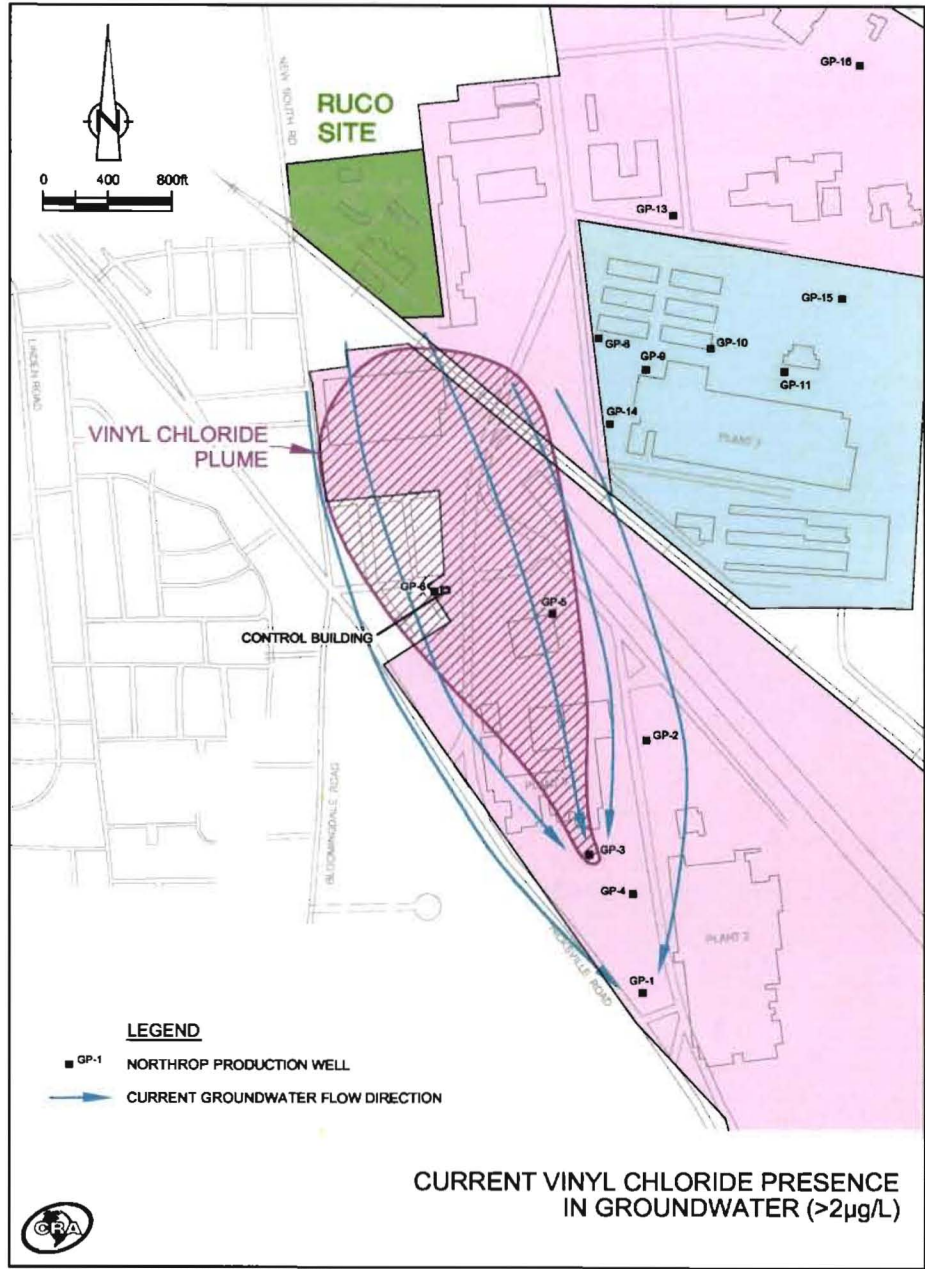 N
0 400 800ft
NEW SOUTH RD
RUCO
SITE
GP-16
GP-13
GP-15
GP-8
GP-10
GP-9
GP-11
GP-14
LINDEN ROAD
VINYL CHLORIDE
PLUME
GP-6
GP-5
CONTROL BUILDING
GP-2
GP-3
GP-4
BLOOMINGDALE ROAD
PLANT 2
HICKSVILLE ROAD
GP-1
LEGEND
GP-1 NORTHROP PRODUCTION WELL
CURRENT GROUNDWATER FLOW DIRECTION
CURRENT VINYL CHLORIDE PRESENCE
IN GROUNDWATER (>2µg/L)
CRA